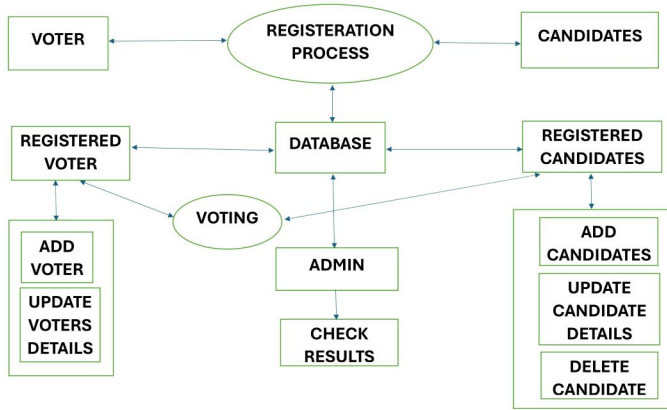 VOTER
REGISTERATION
PROCESS
CANDIDATES
REGISTERED
VOTER
DATABASE
REGISTERED
CANDIDATES
VOTING
ADD
VOTER
UPDATE
VOTERS
DETAILS
ADMIN
CHECK
RESULTS
ADD
CANDIDATES
UPDATE
CANDIDATE
DETAILS
DELETE
CANDIDATE